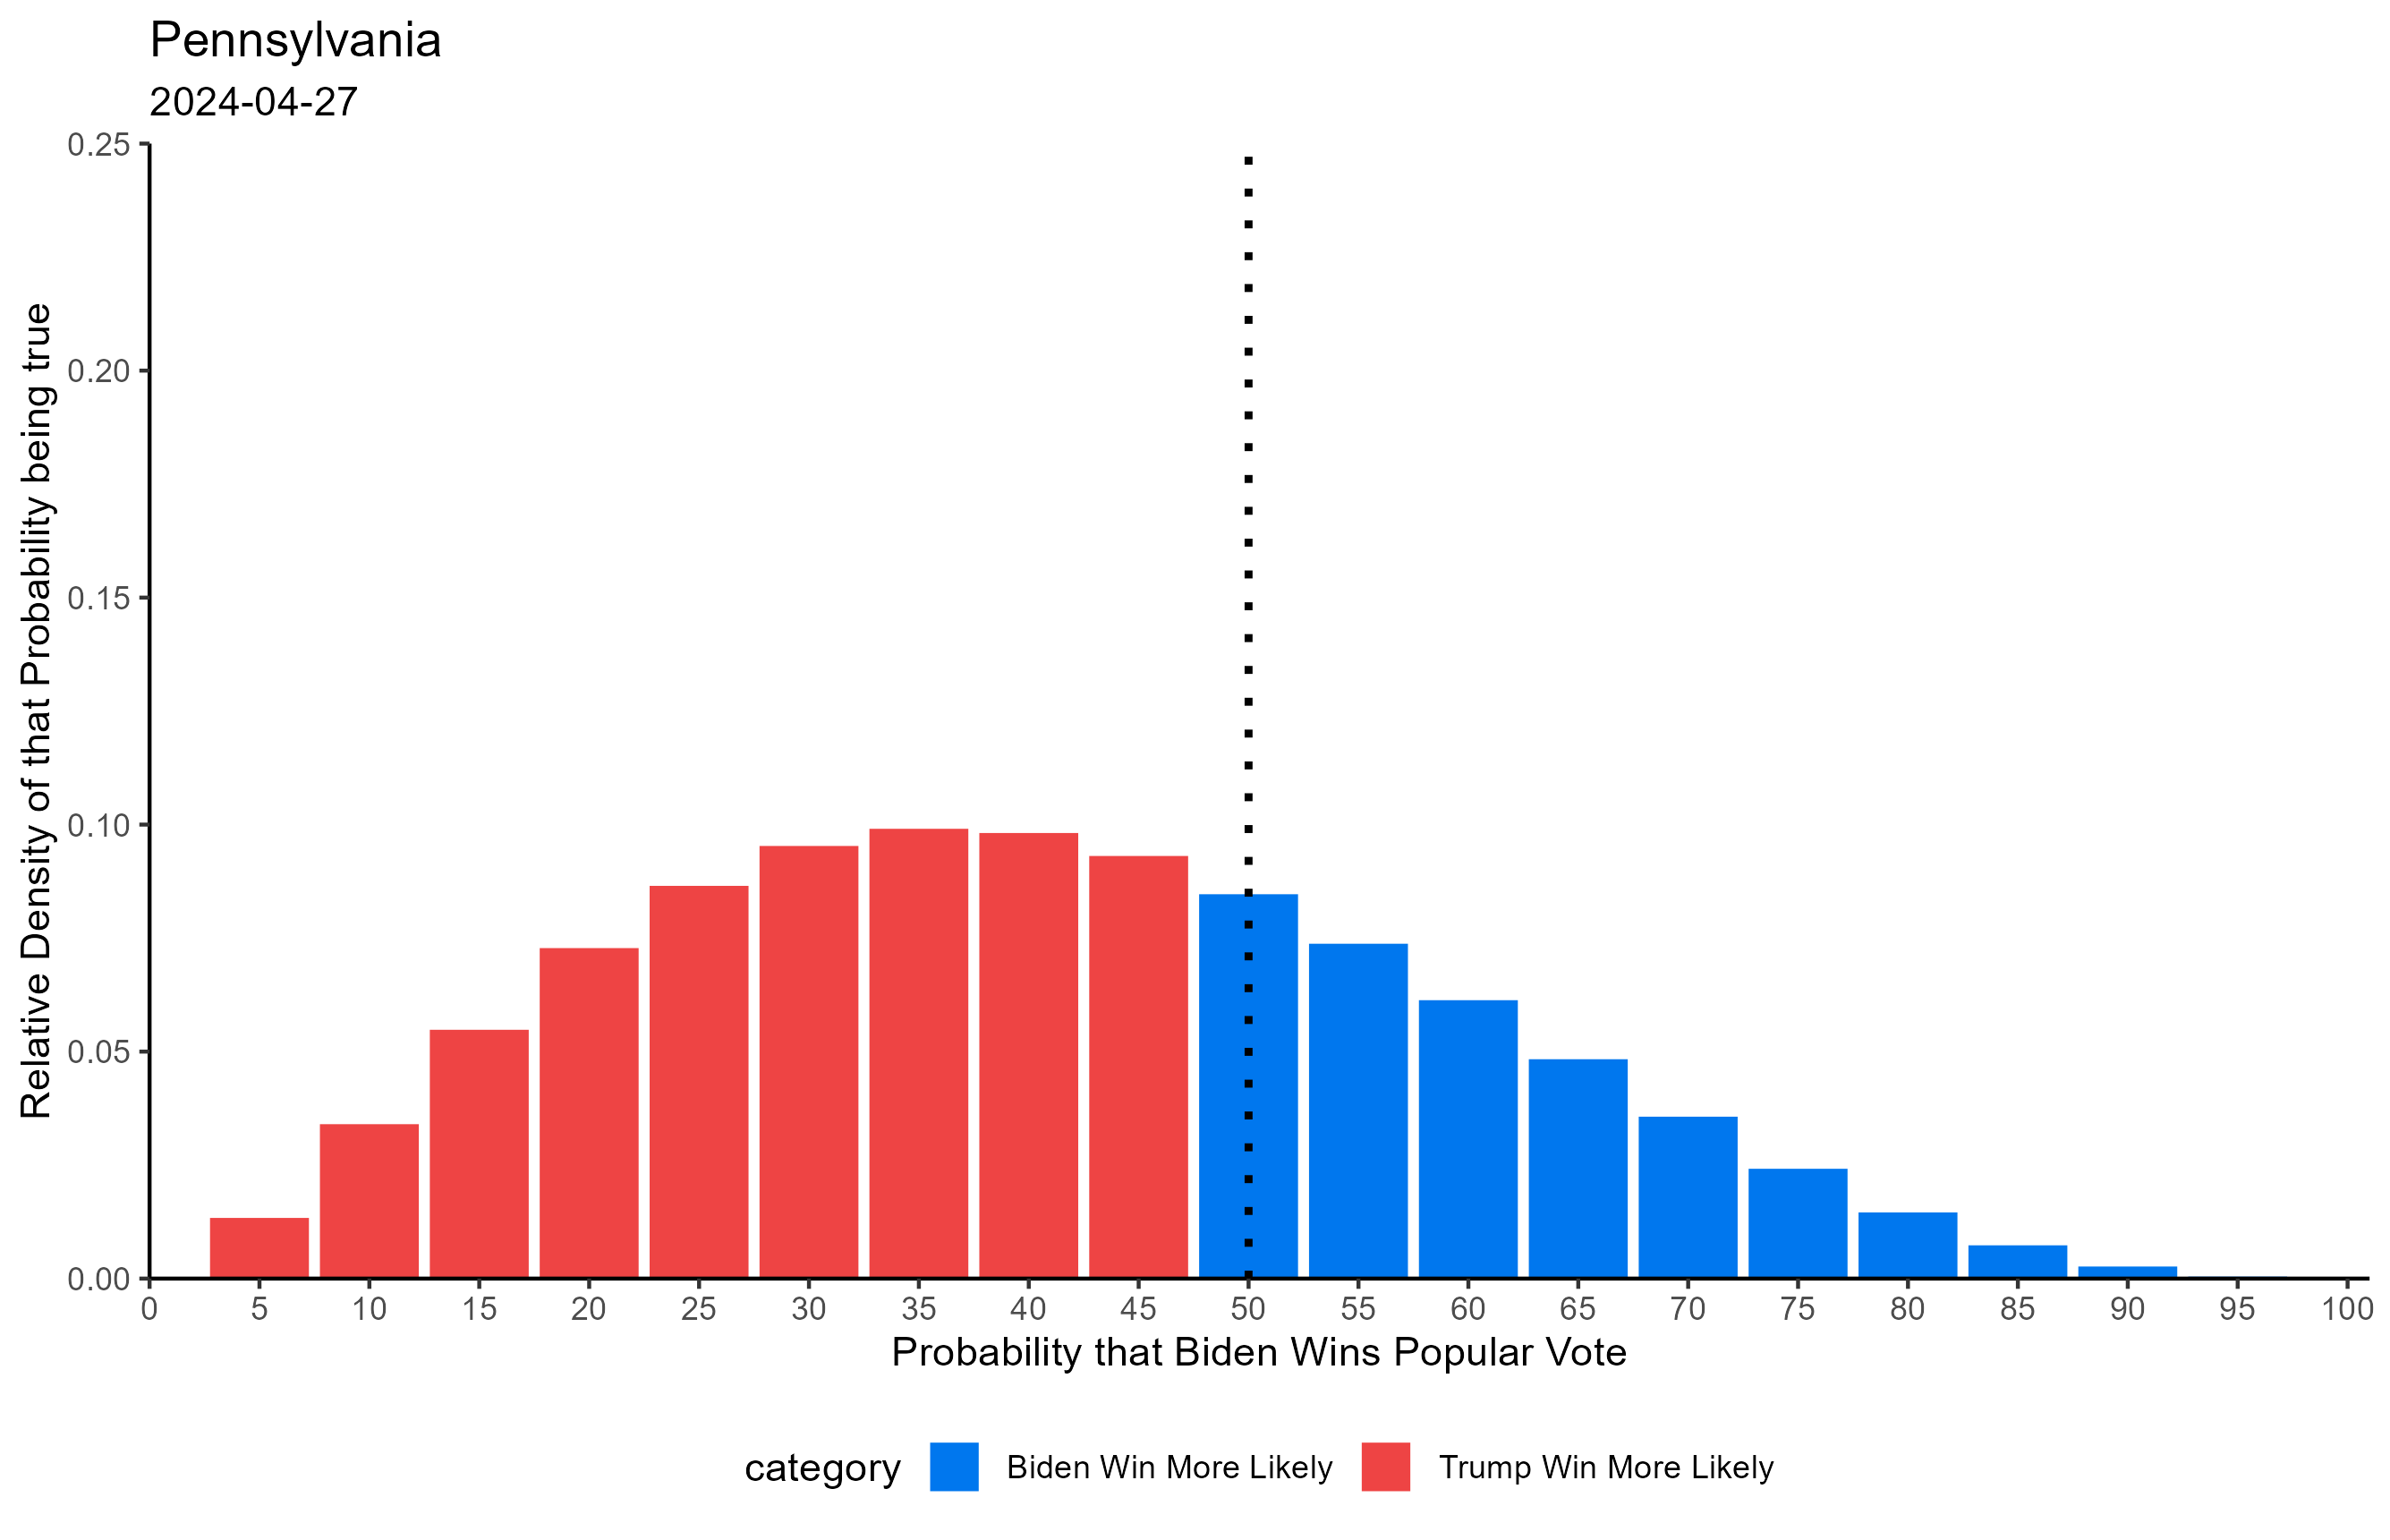 Pennsylvania
2024-04-27
Relative Density of that Probability being true
0.25
0.20
0.15
0.10
0.05
0.00
0 5 10 15 20 25 30 35 40 45 50 55 60 65 70 75 80 85 90 95 100
Probability that Biden Wins Popular Vote
category Biden Win More Likely Trump Win More Likely